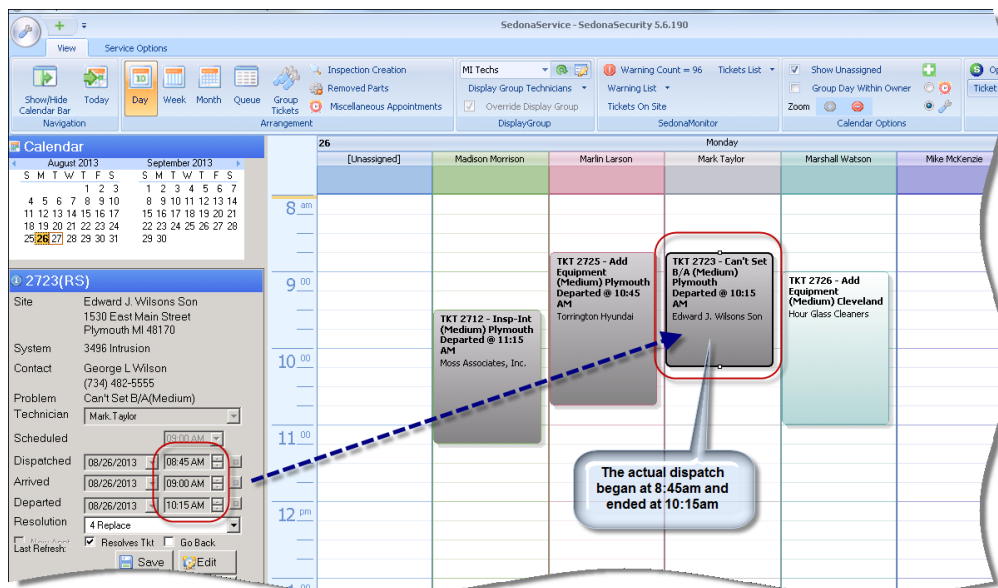 SedonaService - SedonaSecurity 5.6.190
View Service Options
Show/Hide Calendar Bar
Today
Navigation
Day
Week
Month
Queue
Group Tickets
Inspection Creation
Removed Parts
Miscellaneous Appointments
Arrangement
MI Techs
Display Group Technicians
Override Display Group
DisplayGroup
Warning Count = 96 Tickets List
Warning List
Tickets On Site
SedonaMonitor
Show Unassigned
Group Day Within Owner
Zoom
Calendar Options
Ticket
Calendar
August 2013 September 2013
S M T W T F S S M T W T F S
1 2 3 1 2 3 4 5 6 7
4 5 6 7 8 9 10 8 9 10 11 12 13 14
11 12 13 14 15 16 17 15 16 17 18 19 20 21
18 19 20 21 22 23 24 22 23 24 25 26 27 28
25 26 27 28 29 30 31 29 30
2723(RS)
Site Edward J. Wilsons Son
1530 East Main Street
Plymouth MI 48170
System 3496 Intrusion
Contact George L Wilson
(734) 482-5555
Problem Can't Set B/A(Medium)
Technician Mark.Taylor
Scheduled 09:00 AM
Dispatched 08/26/2013 08:45 AM
Arrived 08/26/2013 09:00 AM
Departed 08/26/2013 10:15 AM
Resolution 4 Replace
Last Refresh: Resolves Tkt Go Back
Save Edit
26 Monday
[Unassigned] Madison Morrison Marlin Larson Mark Taylor Marshall Watson Mike McKenzie
8 am
9 00
10 00
11 00
12 pm
TKT 2712 - Insp-Int
(Medium) Plymouth
Departed @ 11:15
AM
Moss Associates, Inc.
TKT 2725 - Add
Equipment
(Medium) Plymouth
Departed @ 10:45
AM
Torrington Hyundai
TKT 2723 - Can't Set
B/A (Medium)
Plymouth
Departed @ 10:15
AM
Edward J. Wilsons Son
TKT 2726 - Add
Equipment
(Medium) Cleveland
Hour Glass Cleaners
The actual dispatch
began at 8:45am and
ended at 10:15am